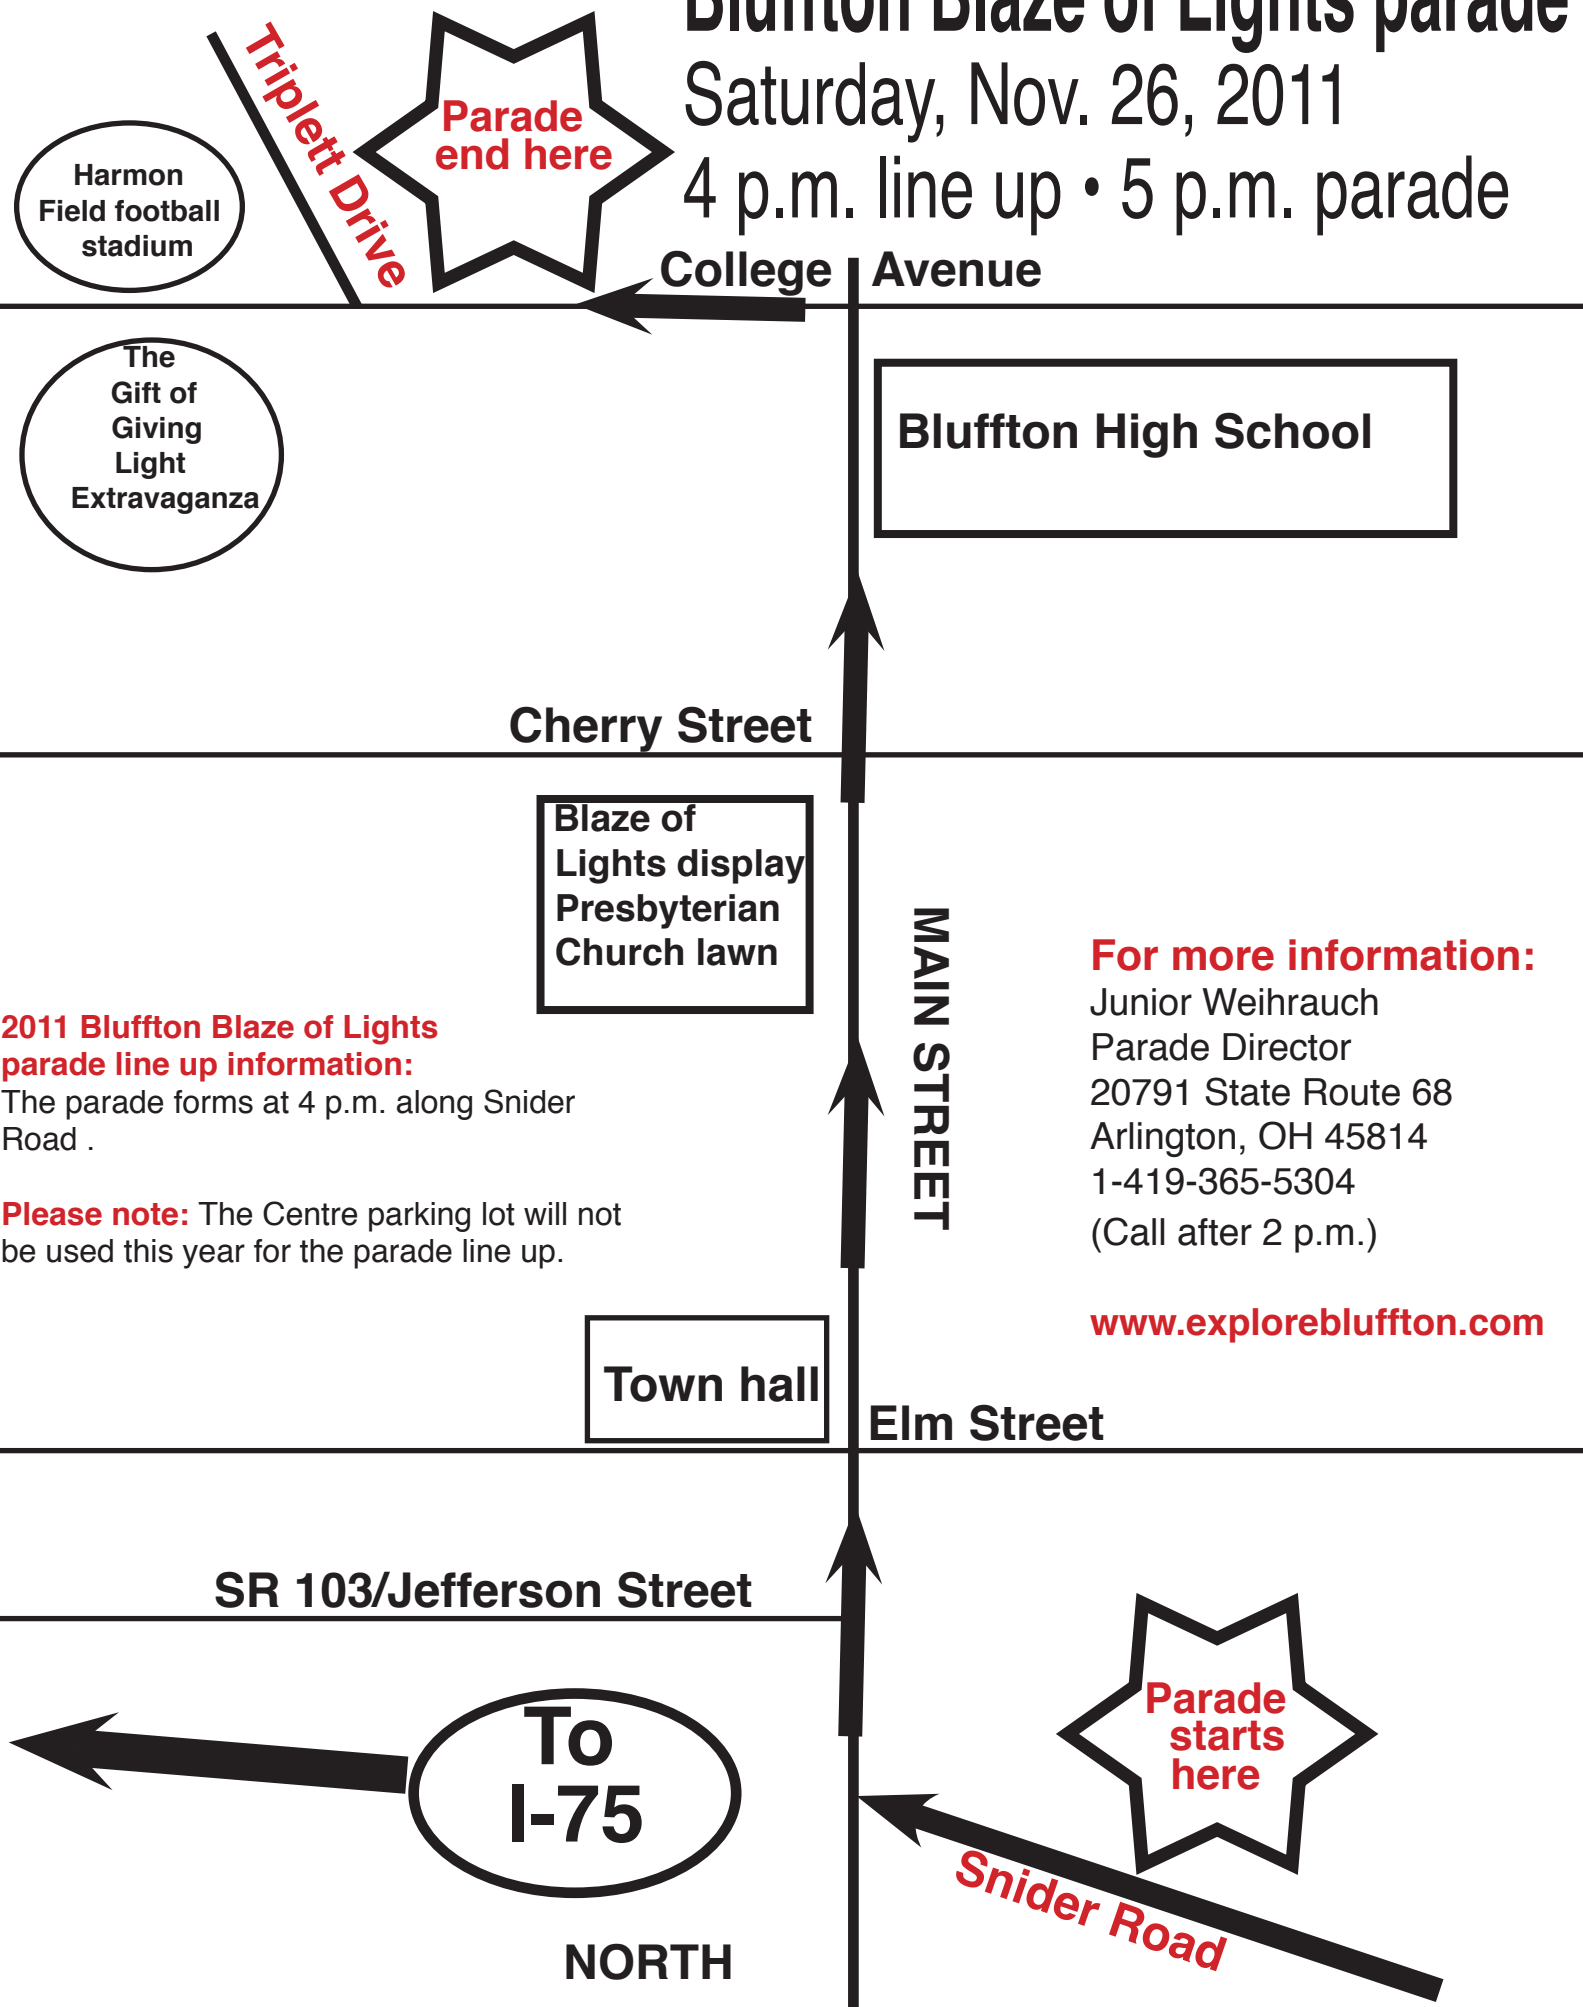 Bluffton Blaze of Lights parade
Saturday, Nov. 26, 2011
4 p.m. line up • 5 p.m. parade
Triplett Drive
Parade
end here
Harmon
Field football
stadium
College Avenue
The
Gift of
Giving
Light
Extravaganza
Bluffton High School
Cherry Street
Blaze of
Lights display
Presbyterian
Church lawn
MAIN STREET
For more information:
Junior Weihrauch
Parade Director
20791 State Route 68
Arlington, OH 45814
1-419-365-5304
(Call after 2 p.m.)
www.explorebluffton.com
2011 Bluffton Blaze of Lights
parade line up information:
The parade forms at 4 p.m. along Snider
Road .
Please note: The Centre parking lot will not
be used this year for the parade line up.
Town hall
Elm Street
SR 103/Jefferson Street
To
I-75
Parade
starts
here
Snider Road
NORTH